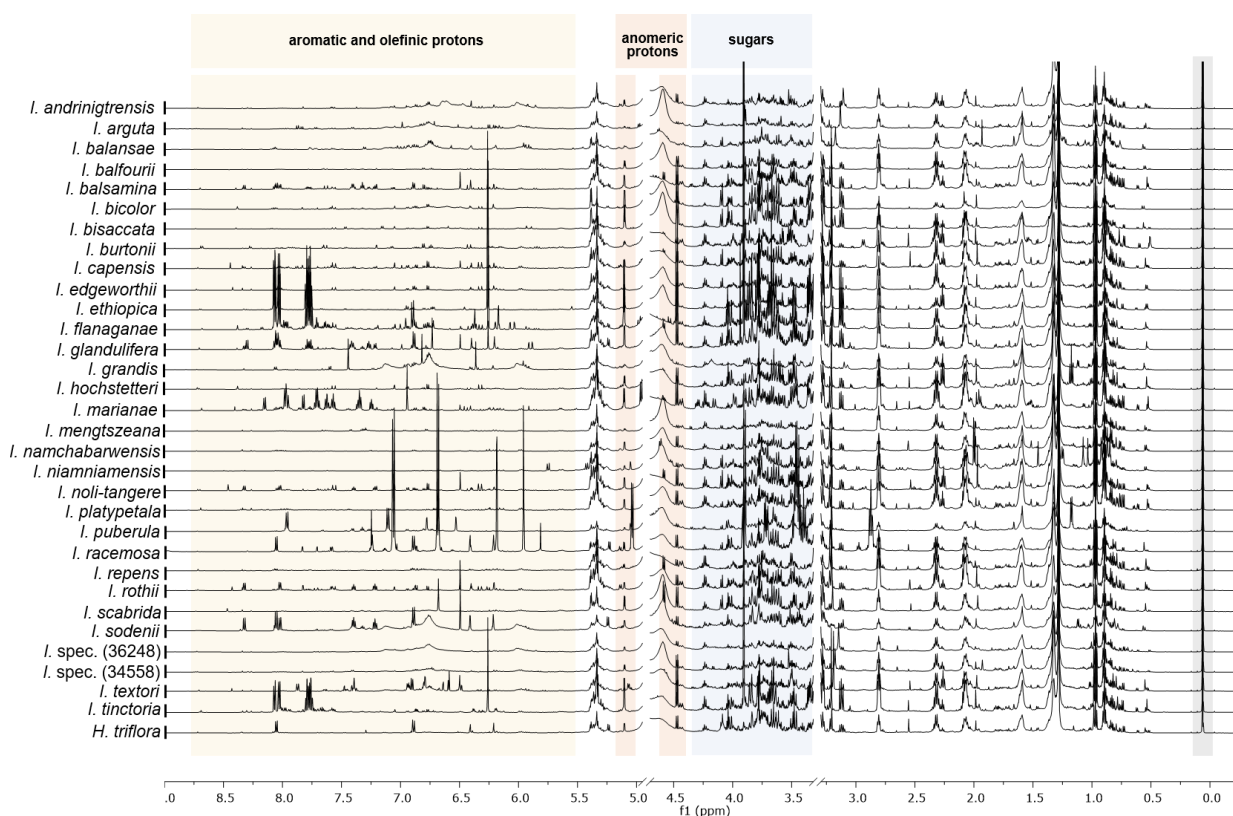 aromatic and olefinic protons
anomeric
protons
sugars
I. andrinigtrensis
I. arguta
I. balansae
I. balfourii
I. balsamina
I. bicolor
I. bisaccata
I. burtonii
I. capensis
I. edgeworthii
I. ethiopica
I. flanaganae
I. glandulifera
I. grandis
I. hochstetteri
I. marianae
I. mengtszeana
I. namchabarwensis
I. niamniamensis
I. noli-tangere
I. platypetala
I. puberula
I. racemosa
I. repens
I. rothii
I. scabrida
I. sodenii
I. spec. (36248)
I. spec. (34558)
I. textori
I. tinctoria
H. triflora
.0 8.5 8.0 7.5 7.0 6.5 6.0 5.5 5.0 4.5 4.0 3.5 3.0 2.5 2.0 1.5 1.0 0.5 0.0
f1 (ppm)